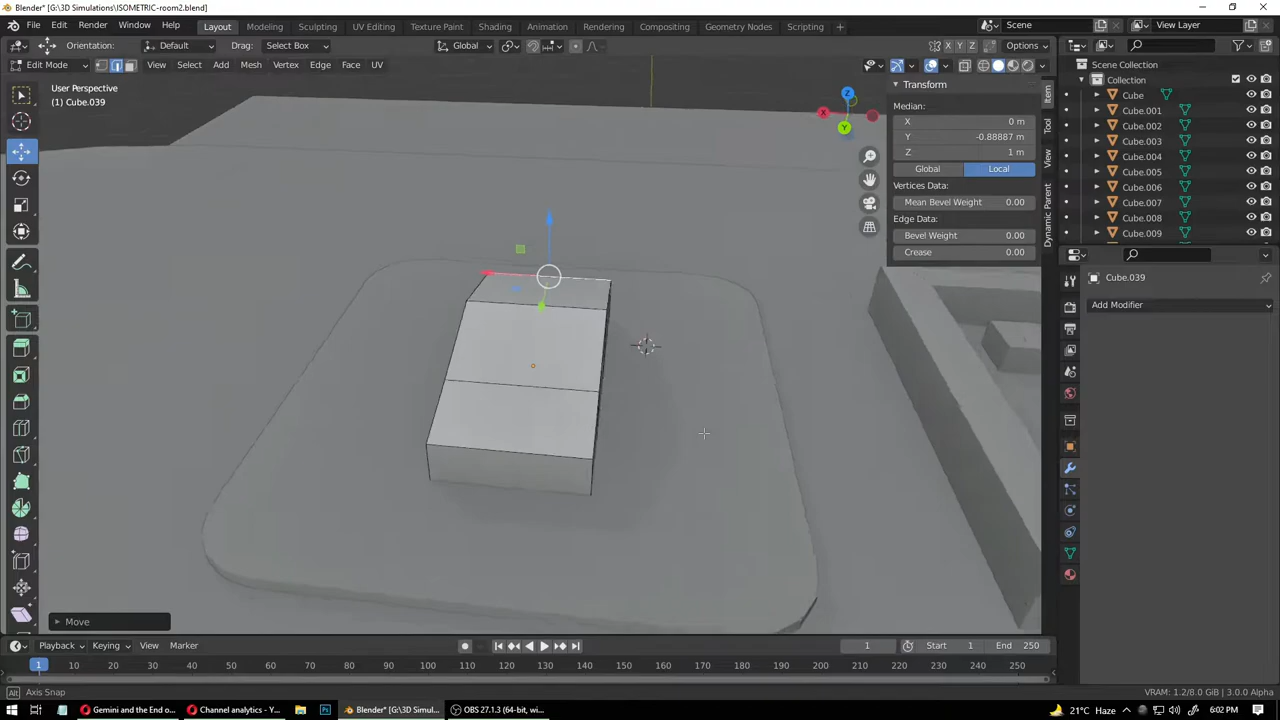 Blender* [G:\3D Simulations\ISOMETRIC-room2.blend]
File Edit Render Window Help
Layout Modeling Sculpting UV Editing Texture Paint Shading Animation Rendering Compositing Geometry Nodes Scripting
Scene
View Layer
Orientation: Default Drag: Select Box
Global
X Y Z Options
Edit Mode View Select Add Mesh Vertex Edge Face UV
User Perspective
(1) Cube.039
Z
X
Y
Transform
Median:
X 0 m
Y -0.88887 m
Z 1 m
Global Local
Vertices Data:
Mean Bevel Weight 0.00
Edge Data:
Bevel Weight 0.00
Crease 0.00
Item
Tool
View
Dynamic Parent
Scene Collection
Collection
Cube
Cube.001
Cube.002
Cube.003
Cube.004
Cube.005
Cube.006
Cube.007
Cube.008
Cube.009
Cube.039
Add Modifier
Move
Playback Keying View Marker
1 Start 1 End 250
1 10 20 30 40 50 60 70 80 90 100 110 120 130 140 150 160 170 180 190 200 210 220 230 240 250
Alt Axis Snap
VRAM: 1.2/8.0 GiB | 3.0.0 Alpha
Gemini and the End o...
Channel analytics - Y...
Blender* [G:\3D Simul...
OBS 27.1.3 (64-bit, wi...
21°C Haze
6:02 PM